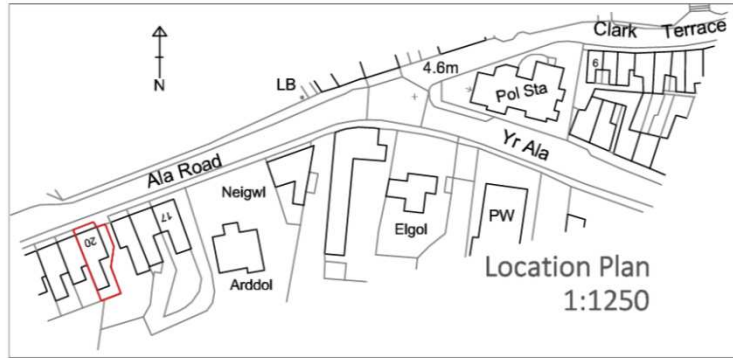 Clark Terrace
4.6m
LB
9
Pol Sta
N
Yr Ala
Ala Road
Neigwl
17
Elgol
PW
20
Arddol
Location Plan
1:1250